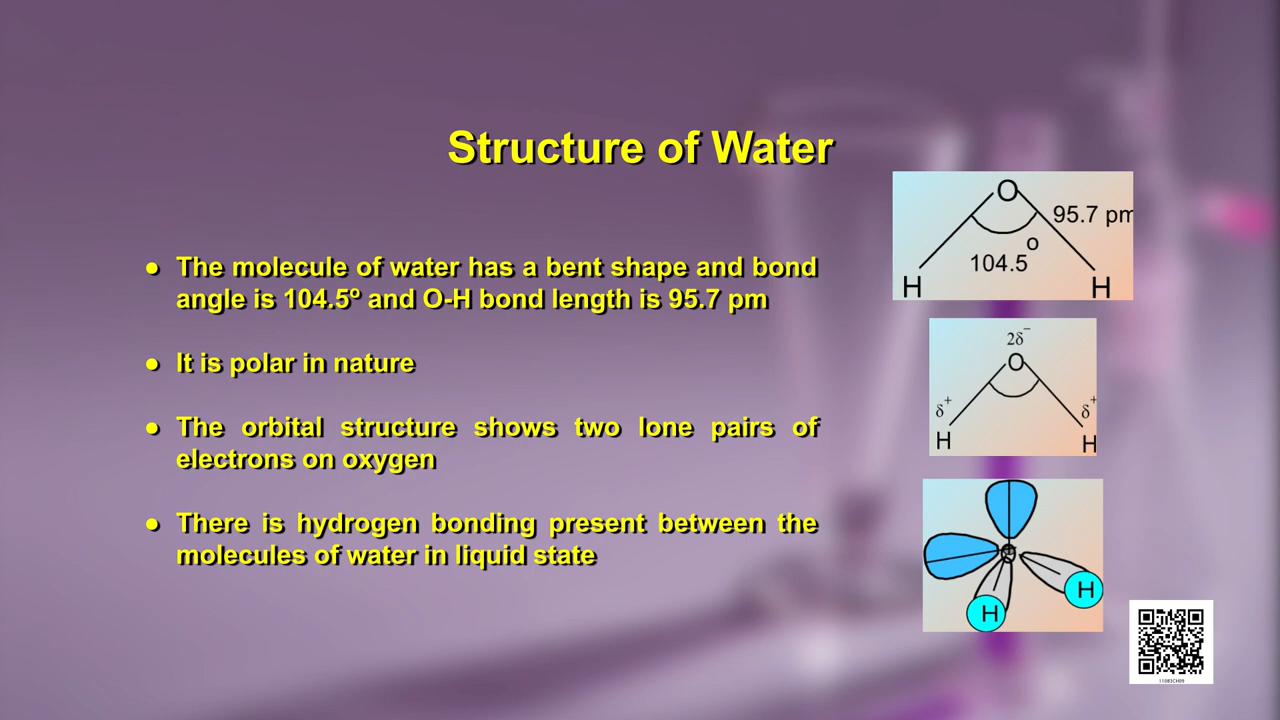 Structure of Water
● The molecule of water has a bent shape and bond
angle is 104.5º and O-H bond length is 95.7 pm
● It is polar in nature
● The orbital structure shows two lone pairs of
electrons on oxygen
● There is hydrogen bonding present between the
molecules of water in liquid state
O
95.7 pm
104.5º
H H
2δ⁻
O
δ⁺ δ⁺
H H
H
H
11083CH09